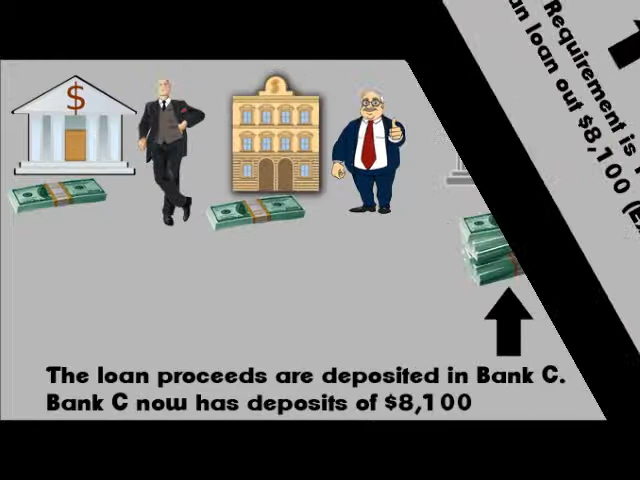 $
Requirement is
an loan out $8,100
The loan proceeds are deposited in Bank C.
Bank C now has deposits of $8,100